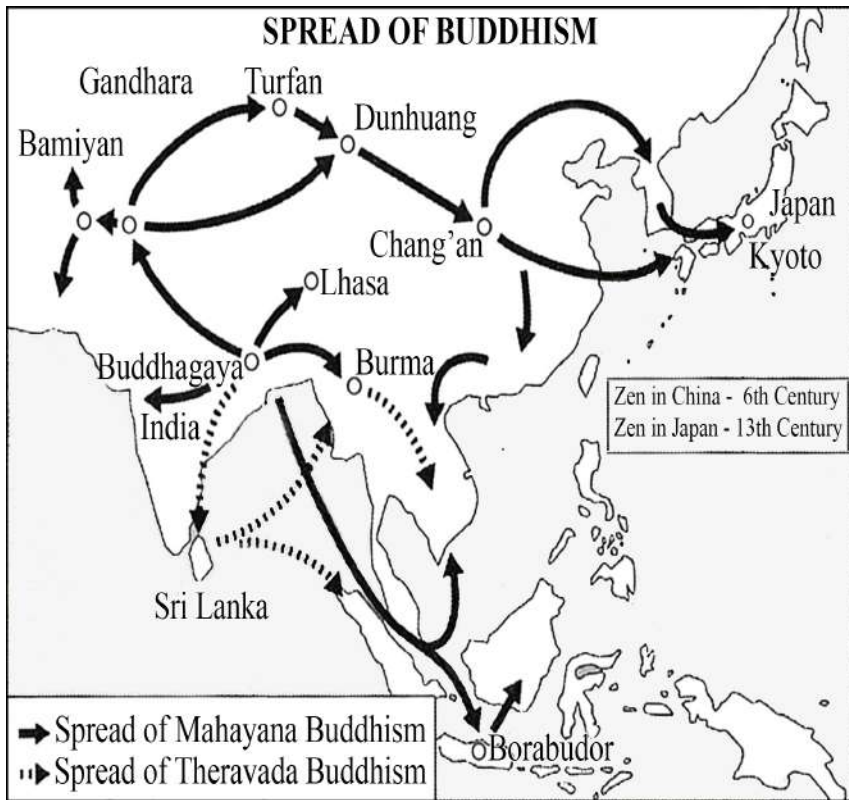 SPREAD OF BUDDHISM
Gandhara
Turfan
Dunhuang
Bamiyan
Chang'an
Japan
Kyoto
Lhasa
Buddhagaya
Burma
India
Zen in China - 6th Century
Zen in Japan - 13th Century
Sri Lanka
Spread of Mahayana Buddhism
Spread of Theravada Buddhism
Borabudor